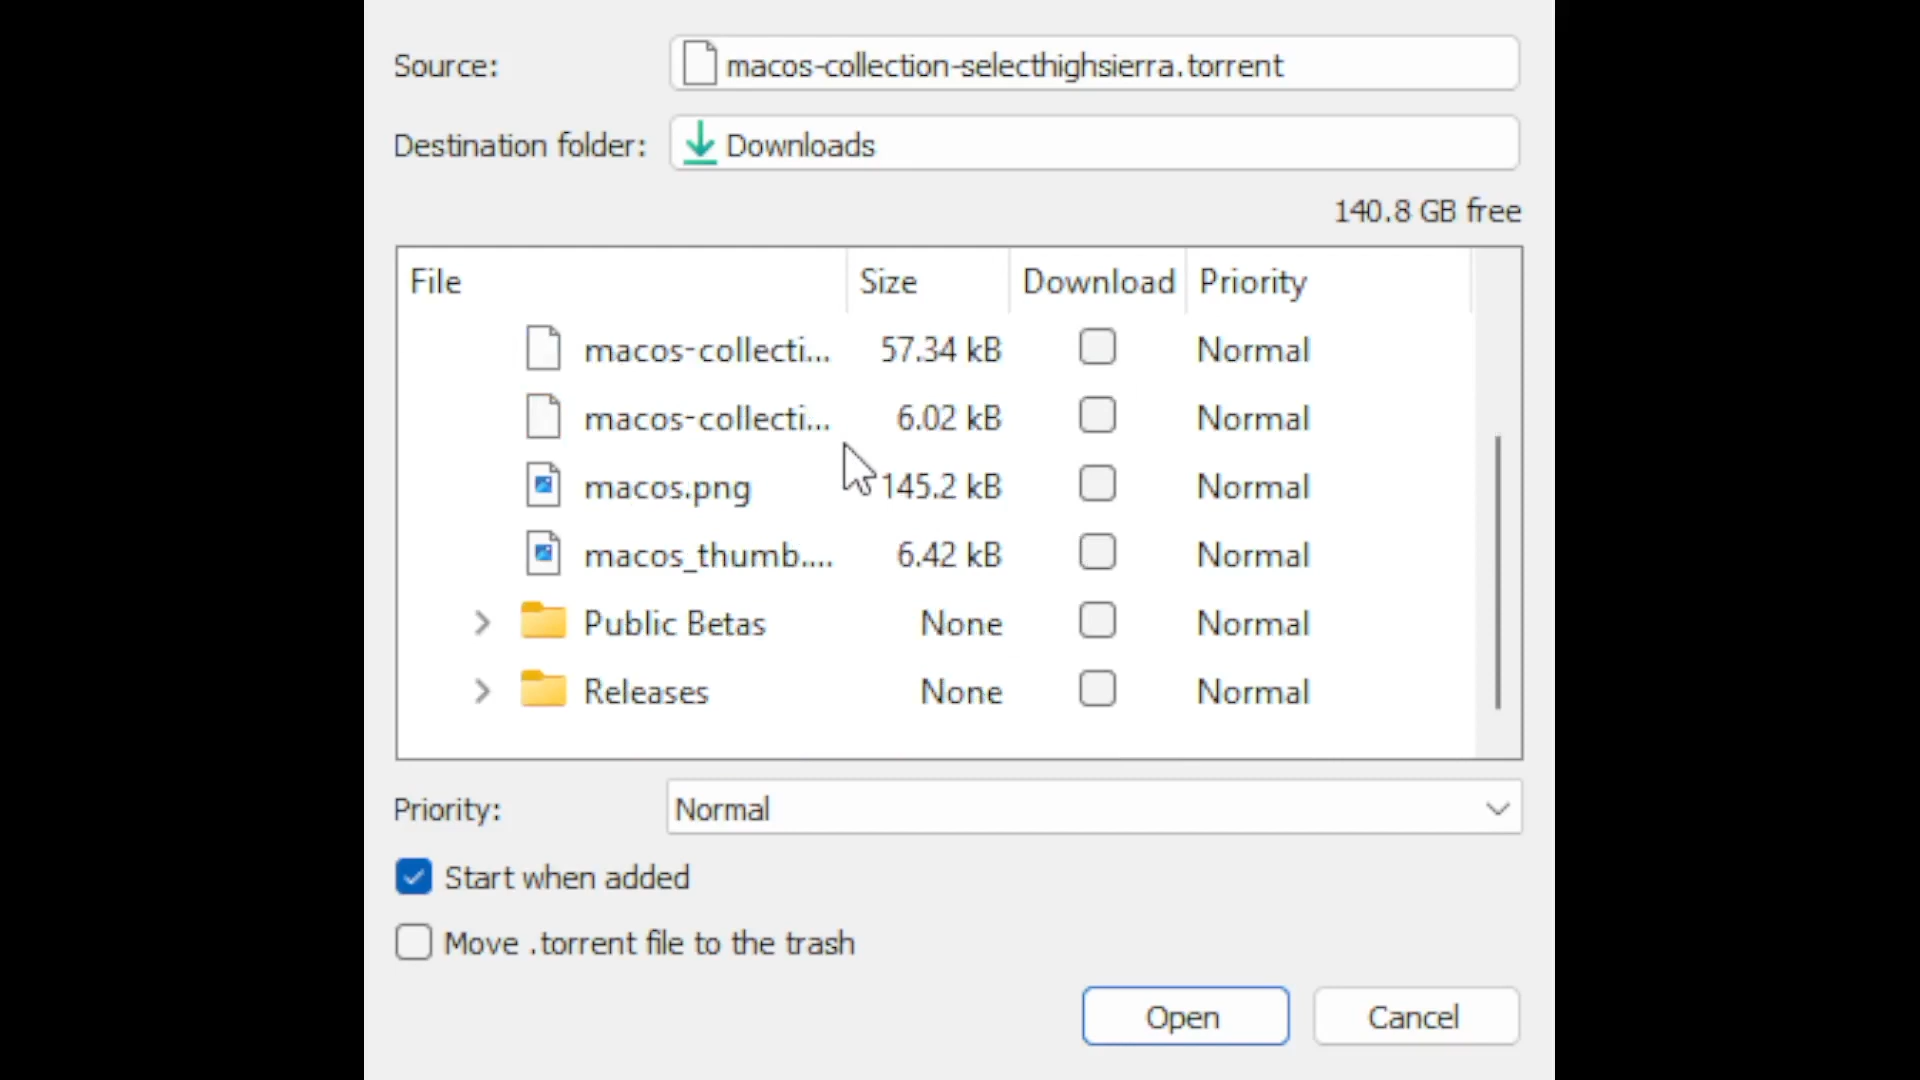 Source: macos-collection-selecthighsierra.torrent
Destination folder: Downloads
140.8 GB free
File Size Download Priority
macos-collecti... 57.34 kB Normal
macos-collecti... 6.02 kB Normal
macos.png 145.2 kB Normal
macos_thumb.... 6.42 kB Normal
Public Betas None Normal
Releases None Normal
Priority: Normal
Start when added
Move .torrent file to the trash
Open Cancel